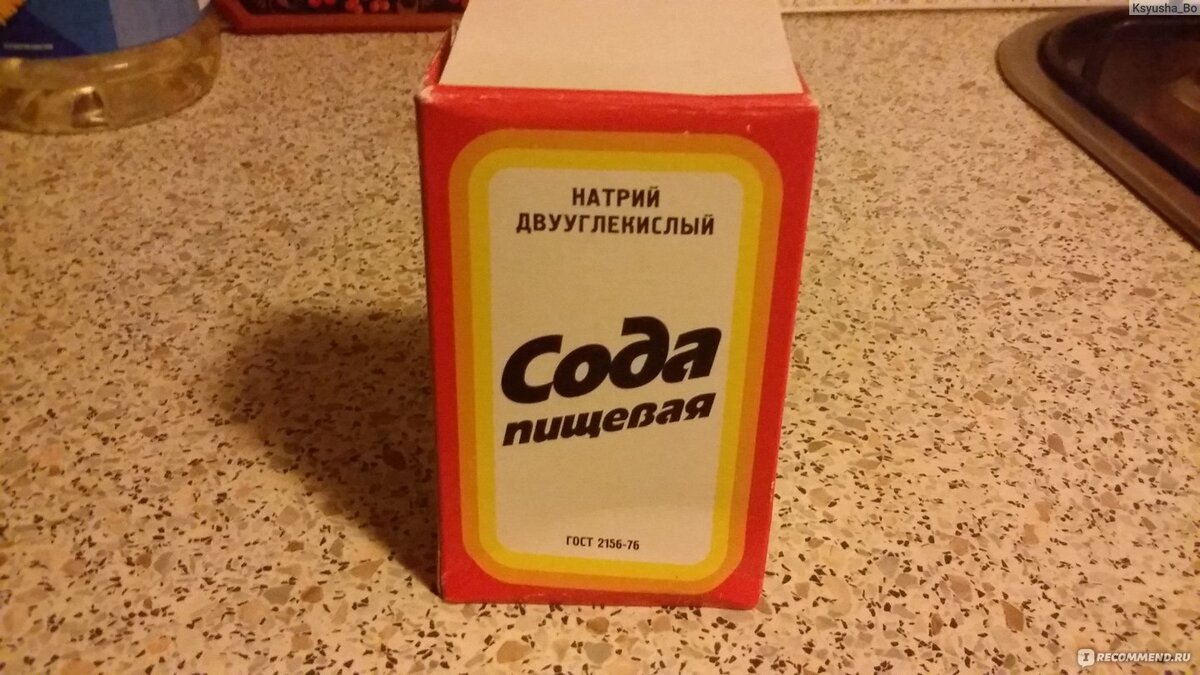 Ksyusha_Bo
НАТРИЙ
ДВУУГЛЕКИСЛЫЙ
Сода
пищевая
ГОСТ 2156-76
RECOMMEND.RU